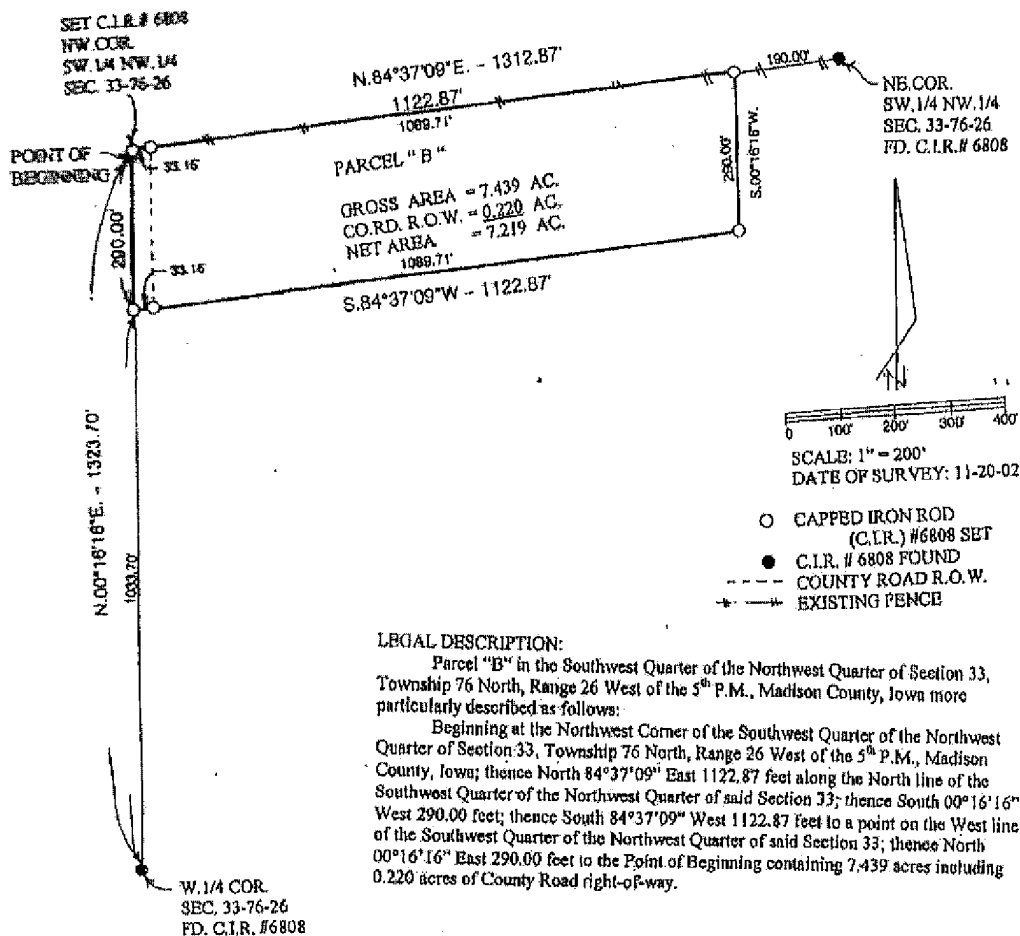 SET C.I.R.# 6808
NW.COR.
SW.1/4 NW.1/4
SEC. 33-76-26
N.84°37'09"E. - 1312.87'
190.00'
1122.87'
1089.71'
NE.COR.
SW.1/4 NW.1/4
SEC. 33-76-26
FD. C.I.R.# 6808
POINT OF
BEGINNING
33.16'
PARCEL "B"
GROSS AREA = 7.439 AC.
CO.RD. R.O.W. = 0.220 AC.
NET AREA = 7.219 AC.
290.00'
290.00'
S.00°16'16"W.
33.16'
1089.71'
S.84°37'09"W - 1122.87'
N.00°16'16"E. - 1323.70'
1033.70'
0 100' 200' 300' 400'
SCALE: 1" = 200'
DATE OF SURVEY: 11-20-02
CAPPED IRON ROD
(C.I.R.) #6808 SET
C.I.R. # 6808 FOUND
COUNTY ROAD R.O.W.
EXISTING FENCE
LEGAL DESCRIPTION:
Parcel "B" in the Southwest Quarter of the Northwest Quarter of Section 33,
Township 76 North, Range 26 West of the 5th P.M., Madison County, Iowa more
particularly described as follows:
Beginning at the Northwest Corner of the Southwest Quarter of the Northwest
Quarter of Section 33, Township 76 North, Range 26 West of the 5th P.M., Madison
County, Iowa; thence North 84°37'09" East 1122.87 feet along the North line of the
Southwest Quarter of the Northwest Quarter of said Section 33; thence South 00°16'16"
West 290.00 feet; thence South 84°37'09" West 1122.87 feet to a point on the West line
of the Southwest Quarter of the Northwest Quarter of said Section 33; thence North
00°16'16" East 290.00 feet to the Point of Beginning containing 7.439 acres including
0.220 acres of County Road right-of-way.
W.1/4 COR.
SEC. 33-76-26
FD. C.I.R. #6808